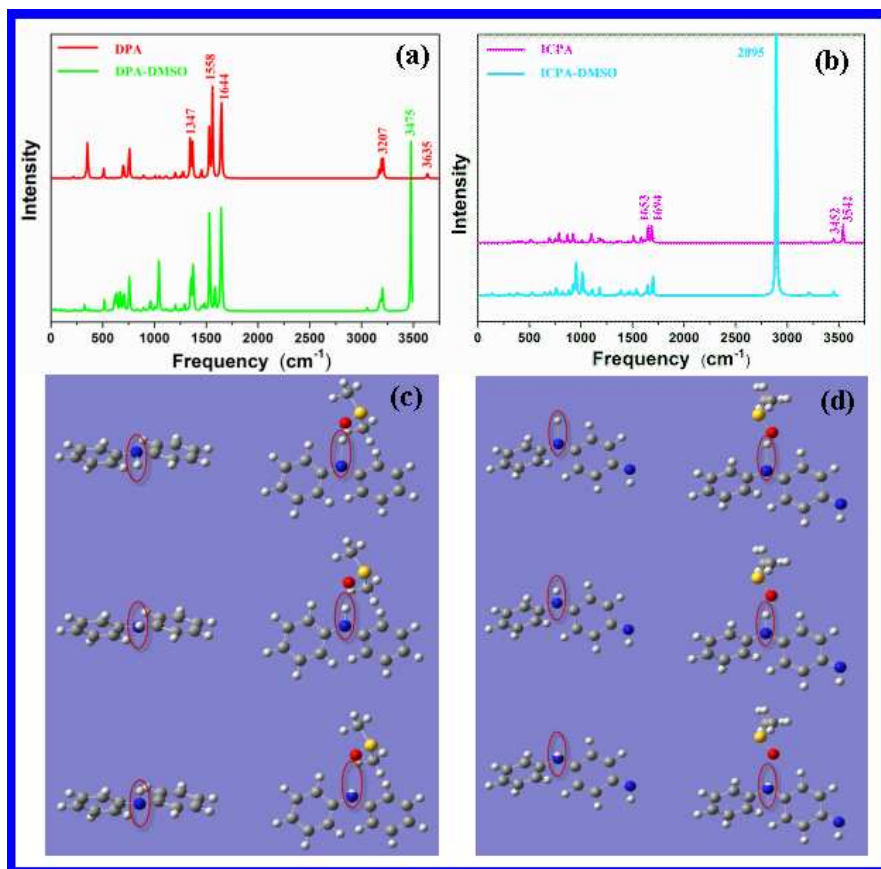 DPA
DPA-DMSO
(a)
1347
1558
1644
3207
3635
3475
Intensity
0 500 1000 1500 2000 2500 3000 3500
Frequency (cm-1)
ICPA
ICPA-DMSO
2895
(b)
1653
1694
3452
3542
Intensity
0 500 1000 1500 2000 2500 3000 3500
Frequency (cm-1)
(c)
(d)